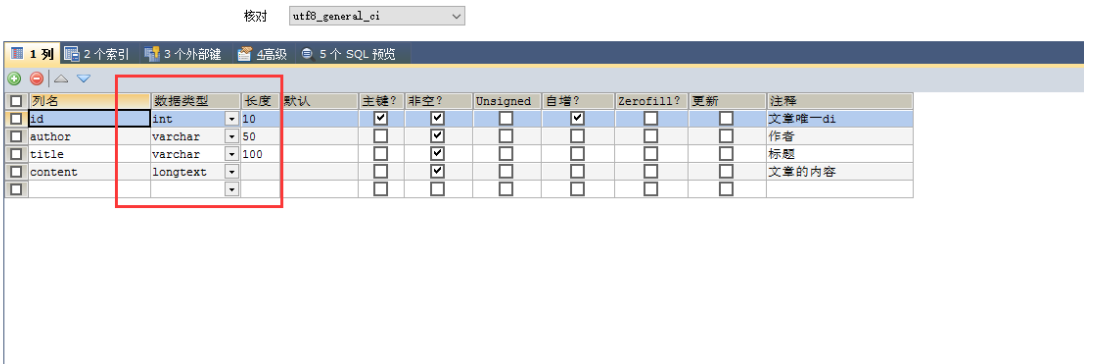 核对 utf8_general_ci
1 列 2 个索引 3 个外部键 4高级 5 个 SQL 预览
列名 数据类型 长度 默认 主键? 非空? Unsigned 自增? Zerofill? 更新 注释
id int 10 文章唯一di
author varchar 50 作者
title varchar 100 标题
content longtext 文章的内容